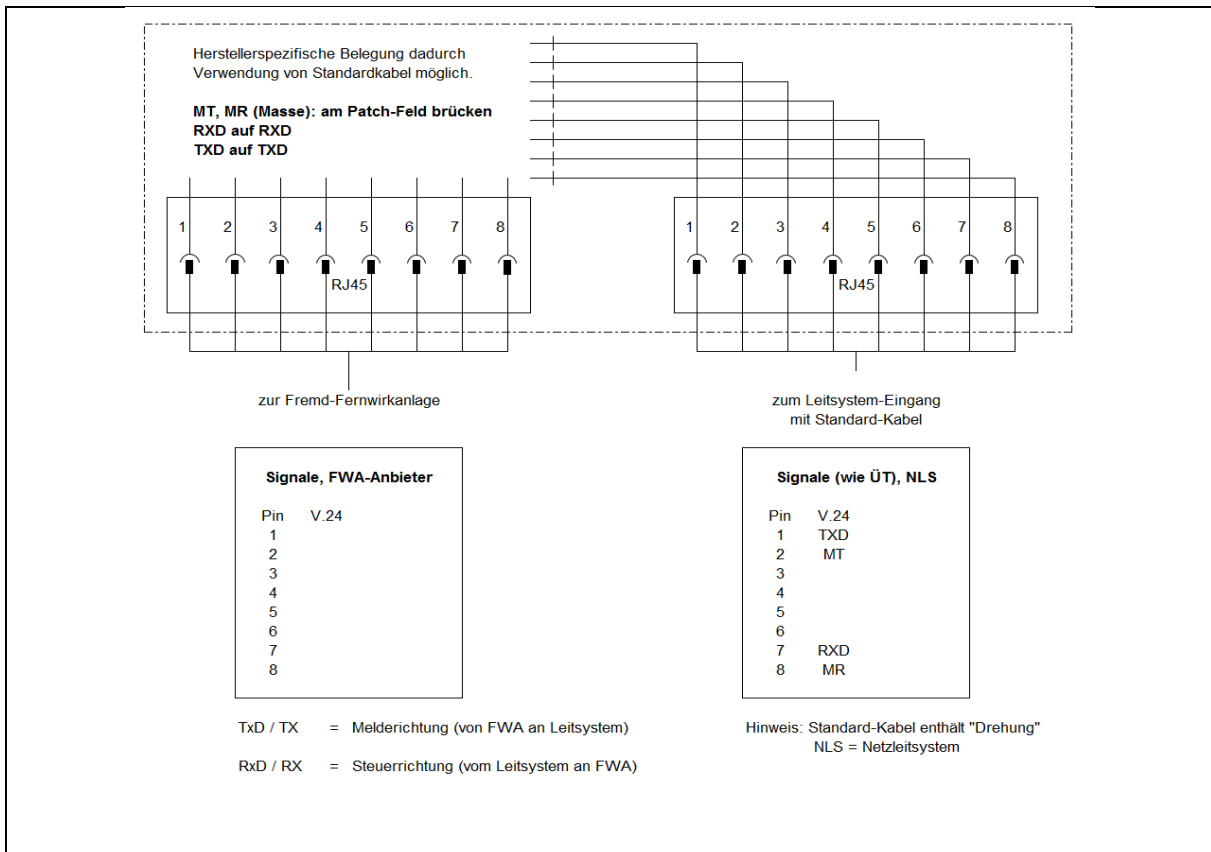 Herstellerspezifische Belegung dadurch
Verwendung von Standardkabel möglich.
MT, MR (Masse): am Patch-Feld brücken
RXD auf RXD
TXD auf TXD
1 2 3 4 5 6 7 8
RJ45
1 2 3 4 5 6 7 8
RJ45
zur Fremd-Fernwirkanlage
zum Leitsystem-Eingang
mit Standard-Kabel
Signale, FWA-Anbieter
Pin V.24
1
2
3
4
5
6
7
8
Signale (wie ÜT), NLS
Pin V.24
1 TXD
2 MT
3
4
5
6
7 RXD
8 MR
TxD / TX = Melderichtung (von FWA an Leitsystem)
RxD / RX = Steuerrichtung (vom Leitsystem an FWA)
Hinweis: Standard-Kabel enthält "Drehung"
NLS = Netzleitsystem